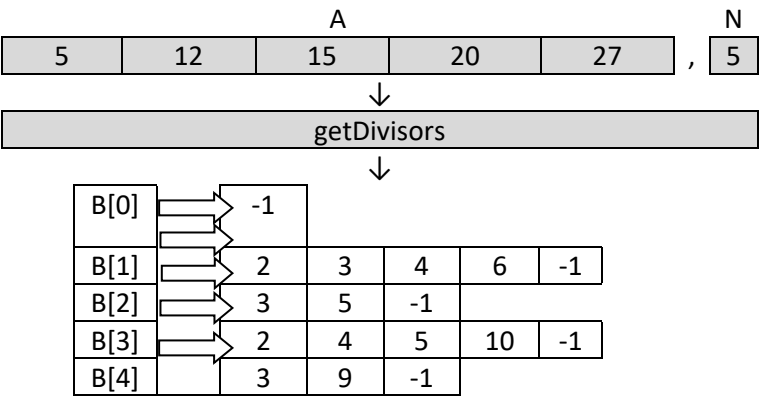 A N
5 12 15 20 27 , 5
↓
getDivisors
↓
B[0] -1
B[1] 2 3 4 6 -1
B[2] 3 5 -1
B[3] 2 4 5 10 -1
B[4] 3 9 -1